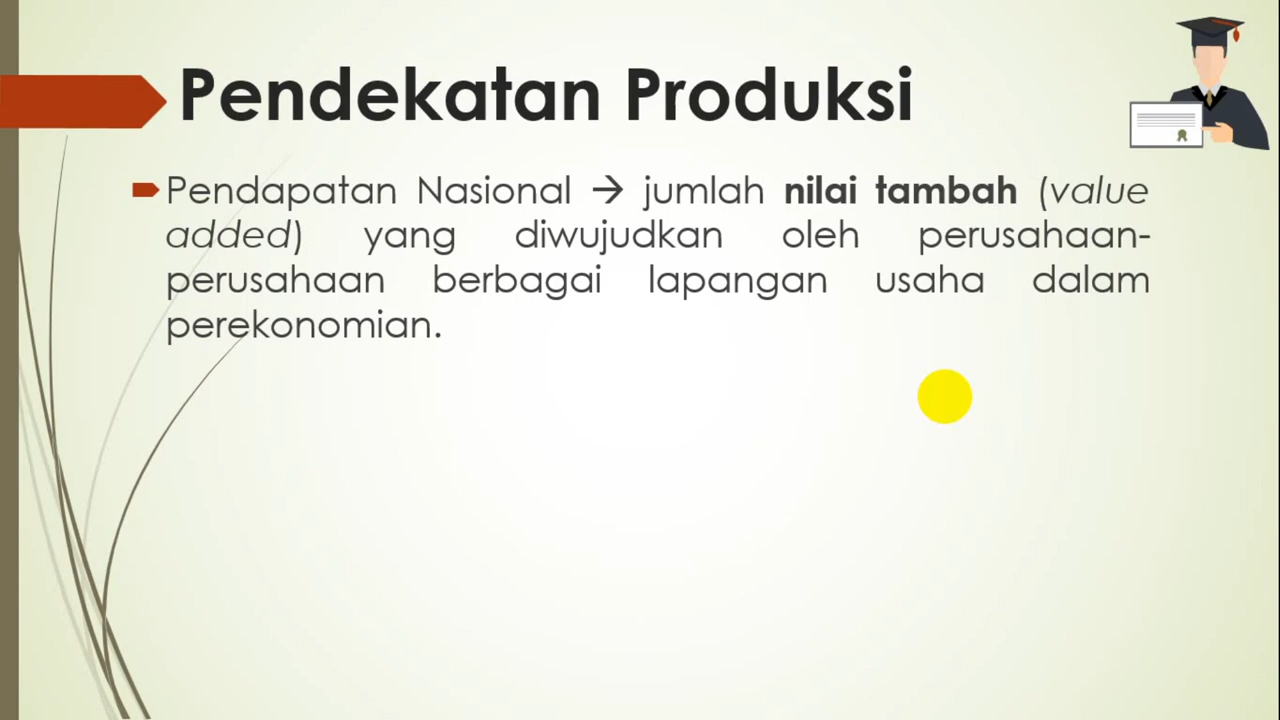 Pendekatan Produksi
Pendapatan Nasional → jumlah nilai tambah (value
added) yang diwujudkan oleh perusahaan-
perusahaan berbagai lapangan usaha dalam
perekonomian.